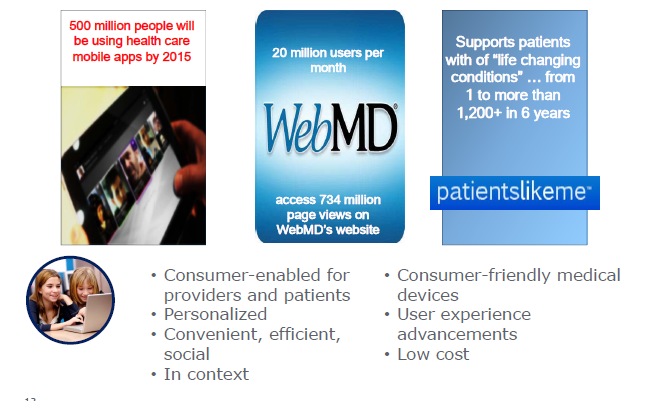 500 million people will
be using health care
mobile apps by 2015
20 million users per
month
WebMD®
access 734 million
page views on
WebMD's website
Supports patients
with of "life changing
conditions" … from
1 to more than
1,200+ in 6 years
patientslikeme™
• Consumer-enabled for
providers and patients
• Personalized
• Convenient, efficient,
social
• In context
• Consumer-friendly medical
devices
• User experience
advancements
• Low cost